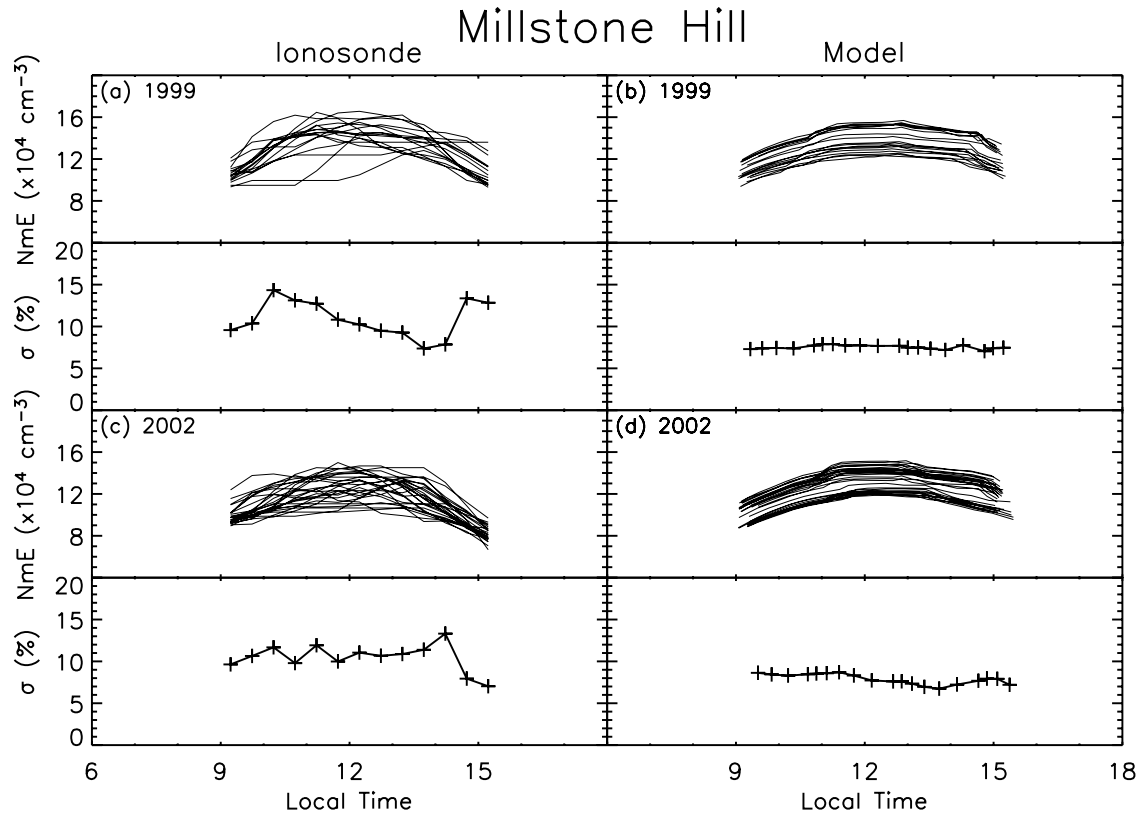 Millstone Hill
Ionosonde
Model
NmE (x10⁴ cm⁻³)
16
12
8
(a) 1999
(b) 1999
σ (%)
20
15
10
5
0
NmE (x10⁴ cm⁻³)
16
12
8
(c) 2002
(d) 2002
σ (%)
20
15
10
5
0
6 9 12 15 9 12 15 18
Local Time
Local Time